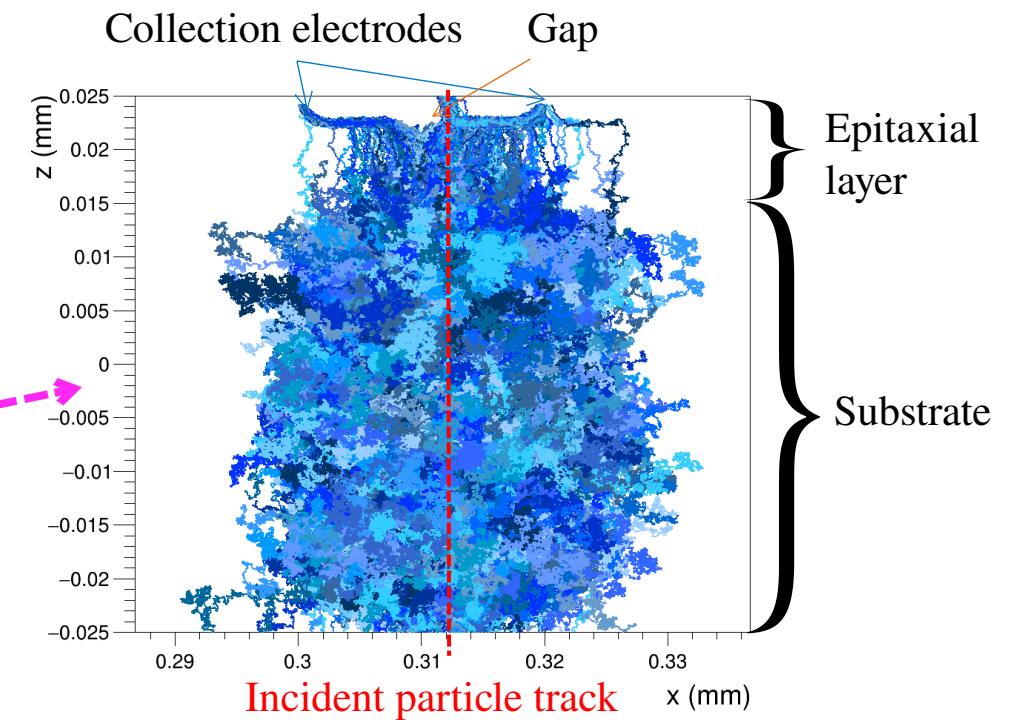 Collection electrodes Gap
z (mm)
0.025
0.02
0.015
0.01
0.005
0
−0.005
−0.01
−0.015
−0.02
−0.025
Epitaxial
layer
Substrate
0.29 0.3 0.31 0.32 0.33
Incident particle track x (mm)